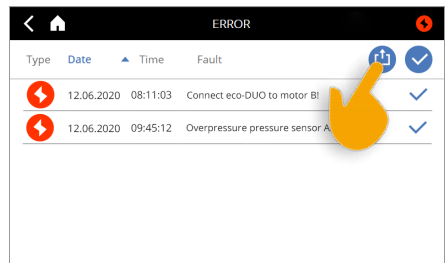 ERROR
Type Date Time Fault
12.06.2020 08:11:03 Connect eco-DUO to motor B!
12.06.2020 09:45:12 Overpressure pressure sensor A